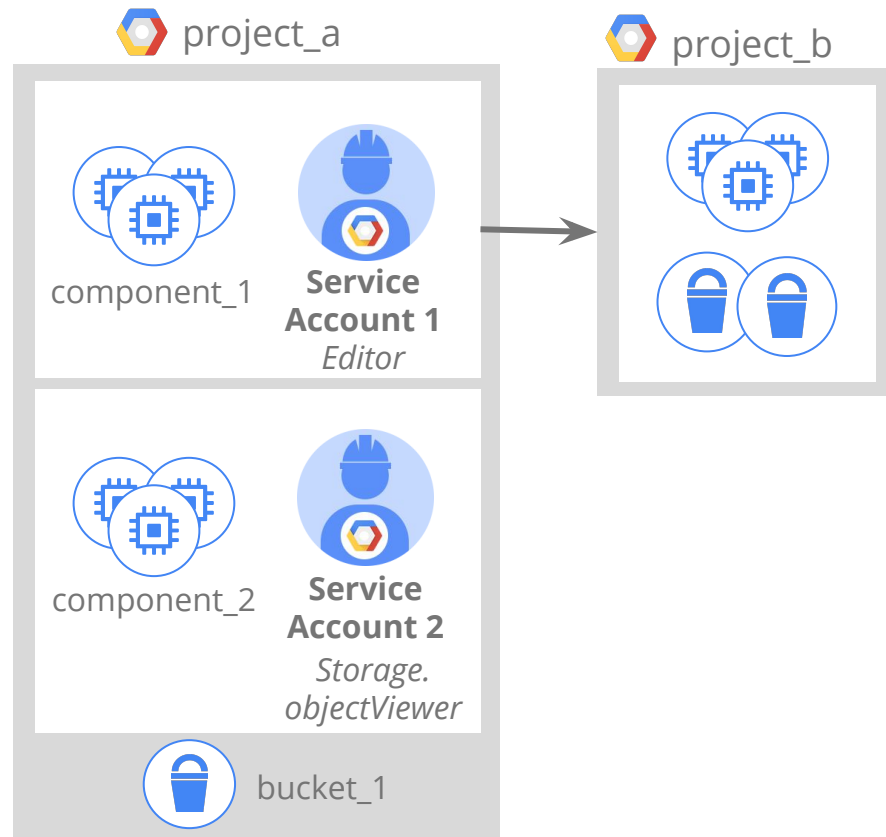 project_a
project_b
component_1
Service
Account 1
Editor
component_2
Service
Account 2
Storage.
objectViewer
bucket_1